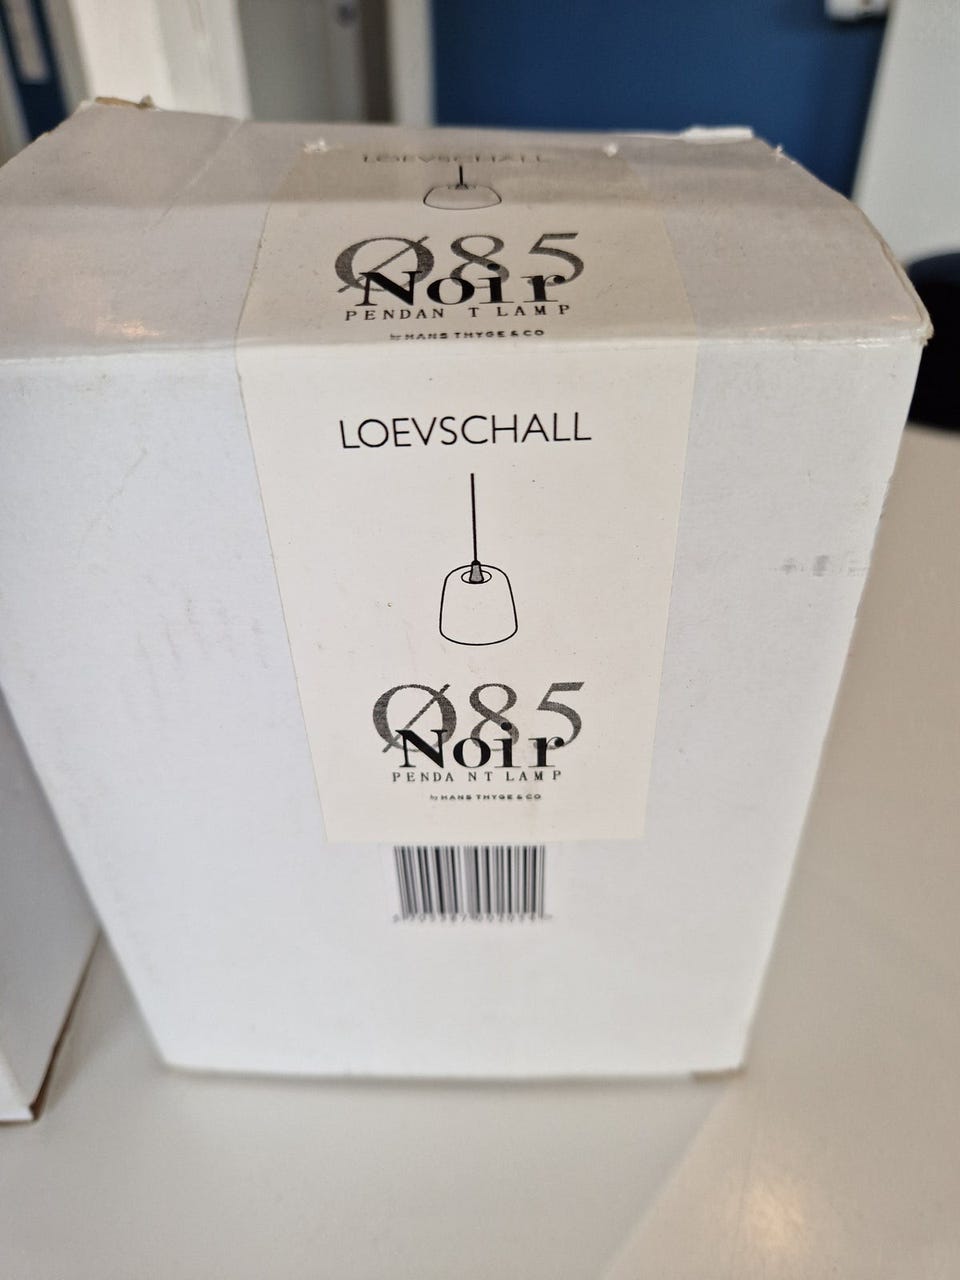 LOEVSCHALL
Ø85
Noir
PENDAN T LAMP
by HANS THYGE & CO
LOEVSCHALL
Ø85
Noir
PENDA NT LAMP
by HANS THYGE & CO